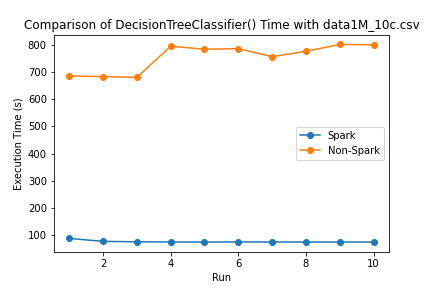 Comparison of DecisionTreeClassifier() Time with data1M_10c.csv
800
700
600
500
400
300
200
100
Execution Time (s)
Spark
Non-Spark
2
4
6
8
10
Run